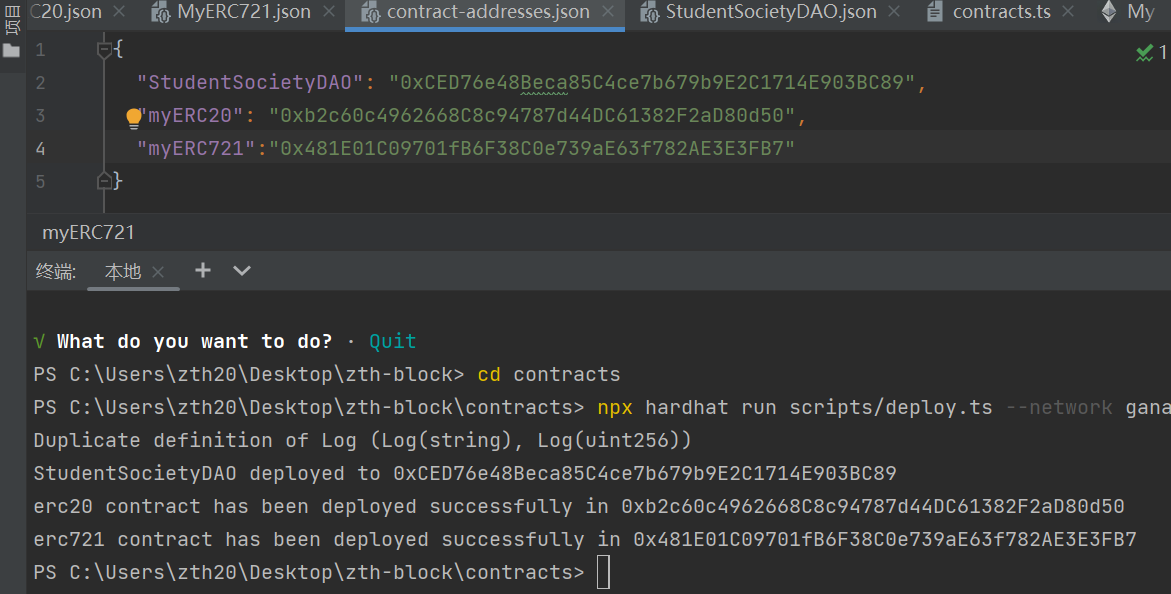 C20.json MyERC721.json contract-addresses.json StudentSocietyDAO.json contracts.ts My
项目
1 {
1
2 "StudentSocietyDAO": "0xCED76e48Beca85C4ce7b679b9E2C1714E903BC89",
3 "myERC20": "0xb2c60c4962668C8c94787d44DC61382F2aD80d50",
4 "myERC721":"0x481E01C09701fB6F38C0e739aE63f782AE3E3FB7"
5 }
myERC721
终端: 本地
√ What do you want to do? · Quit
PS C:\Users\zth20\Desktop\zth-block> cd contracts
PS C:\Users\zth20\Desktop\zth-block\contracts> npx hardhat run scripts/deploy.ts --network gana
Duplicate definition of Log (Log(string), Log(uint256))
StudentSocietyDAO deployed to 0xCED76e48Beca85C4ce7b679b9E2C1714E903BC89
erc20 contract has been deployed successfully in 0xb2c60c4962668C8c94787d44DC61382F2aD80d50
erc721 contract has been deployed successfully in 0x481E01C09701fB6F38C0e739aE63f782AE3E3FB7
PS C:\Users\zth20\Desktop\zth-block\contracts>